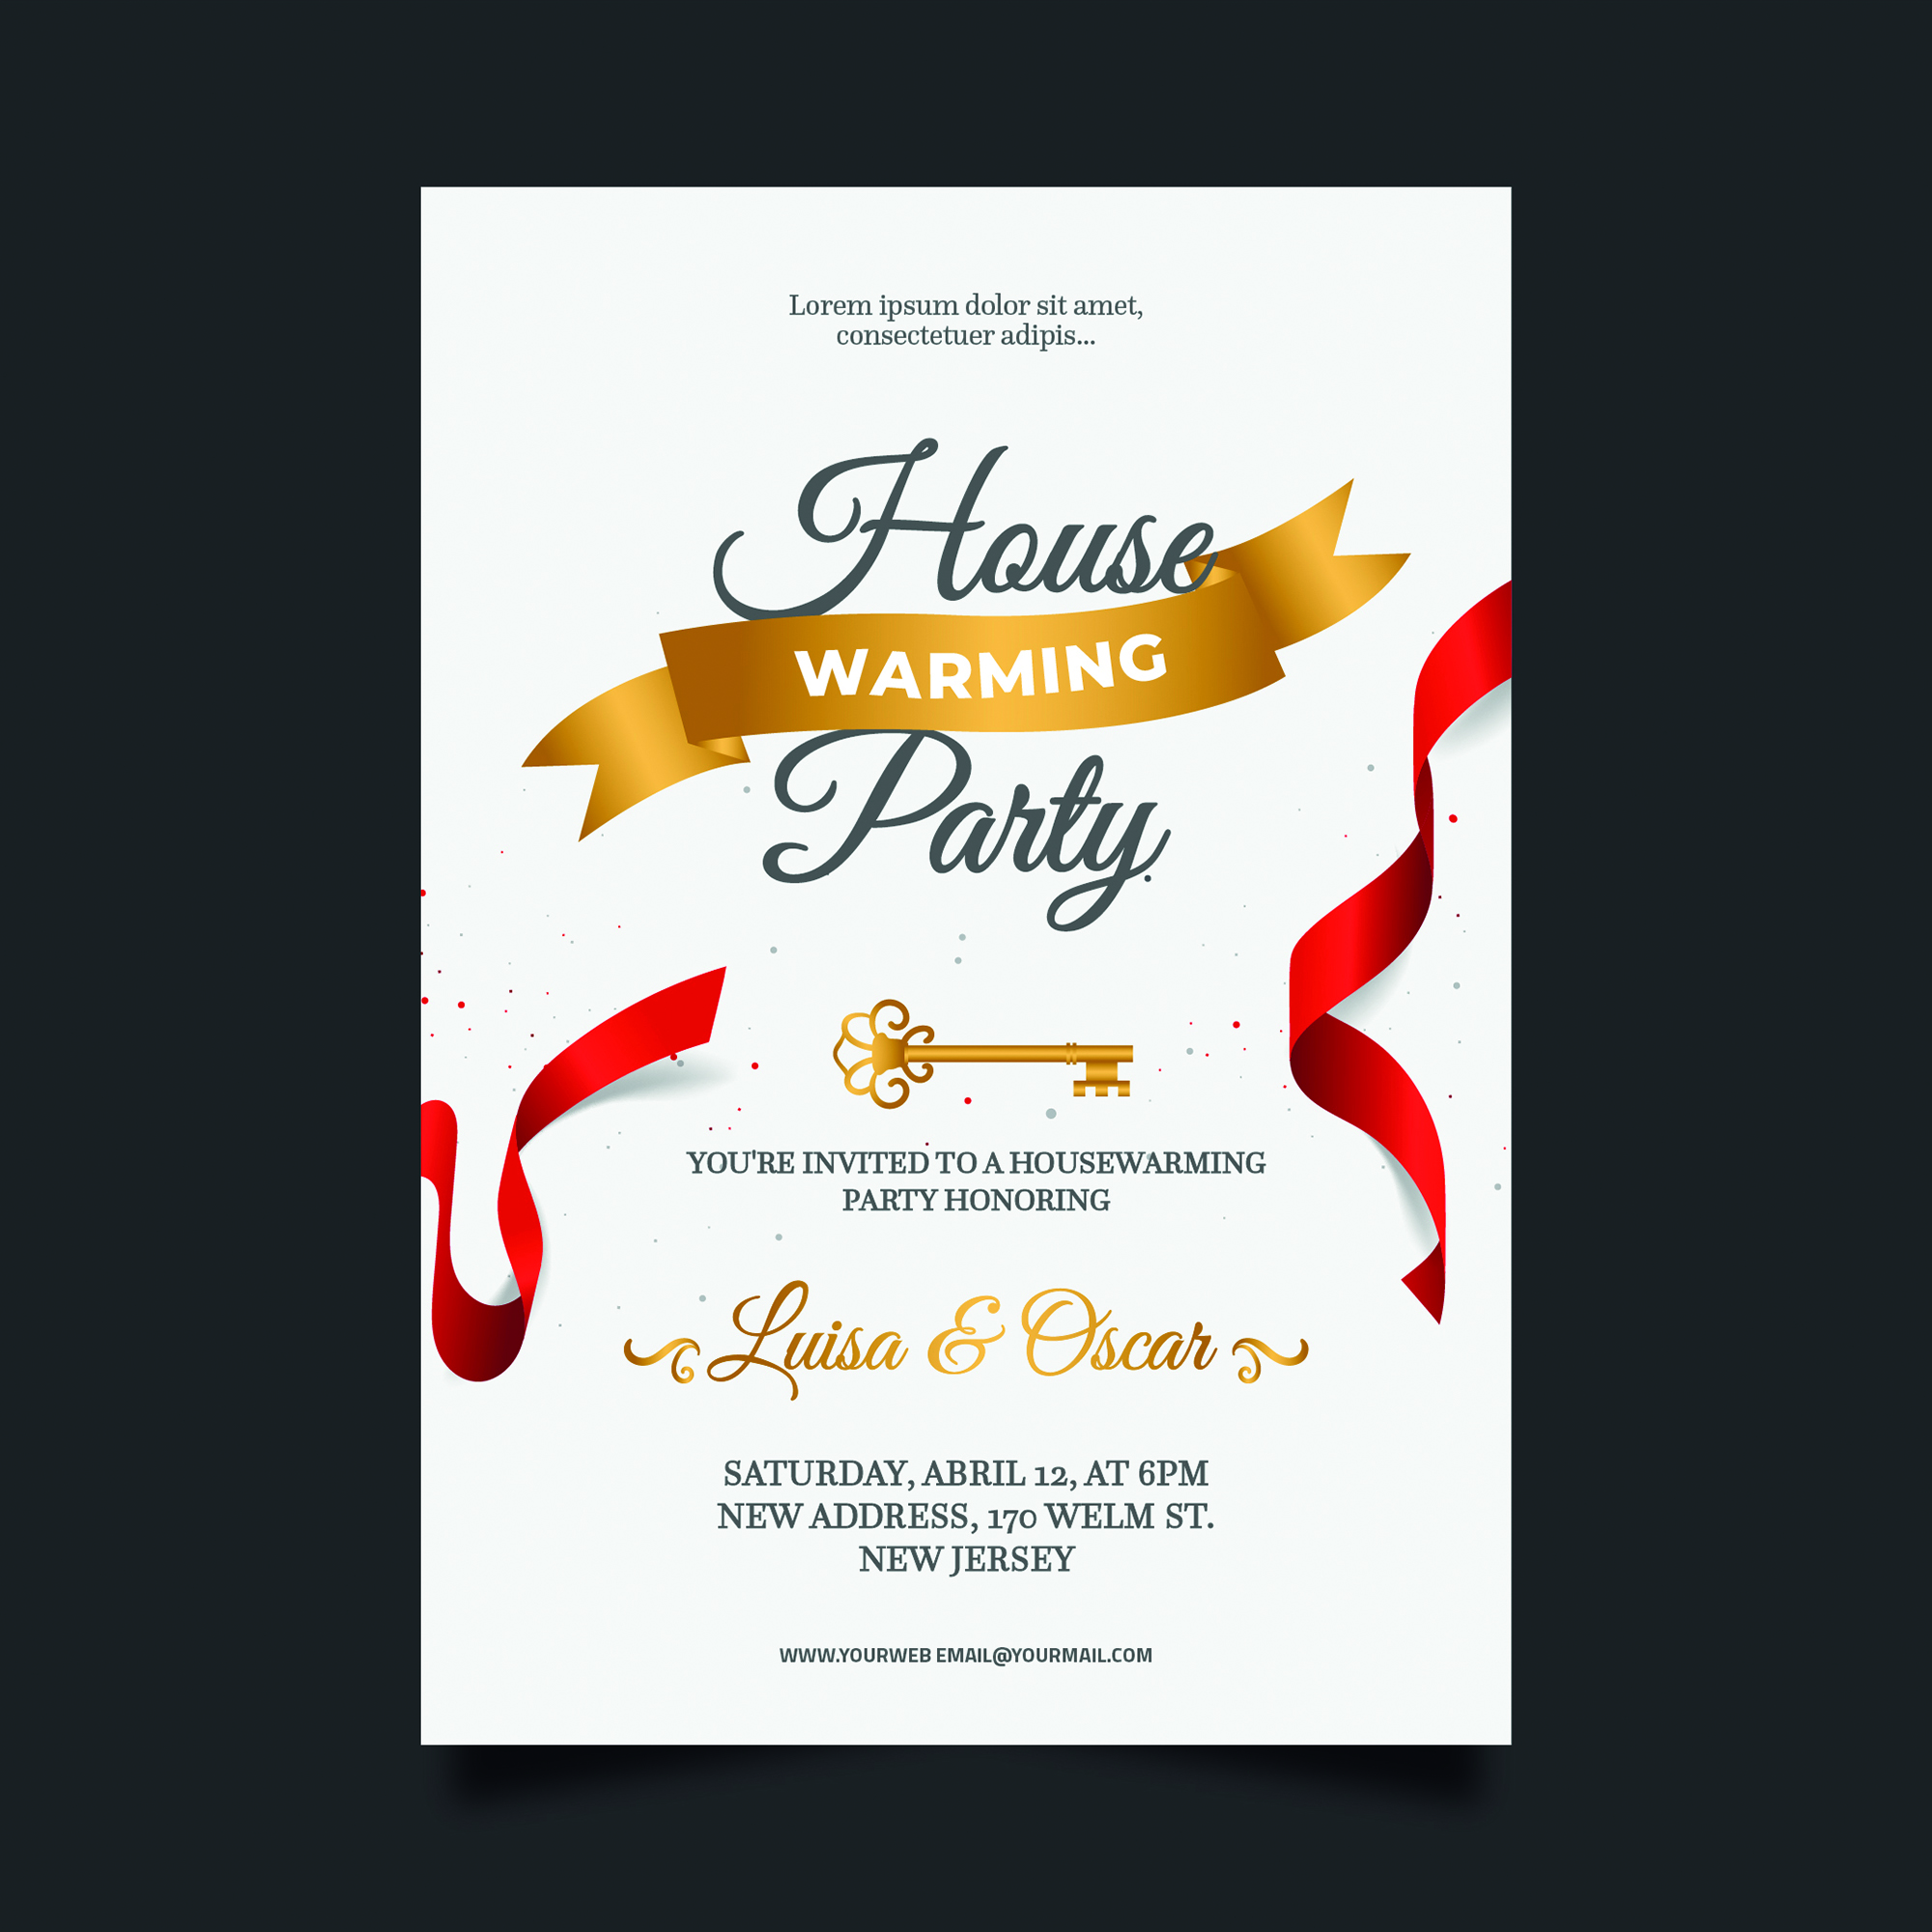 Lorem ipsum dolor sit amet,
consectetuer adipis...
House
WARMING
Party
YOU'RE INVITED TO A HOUSEWARMING
PARTY HONORING
Luisa & Oscar
SATURDAY, ABRIL 12, AT 6PM
NEW ADDRESS, 170 WELM ST.
NEW JERSEY
WWW.YOURWEB EMAIL@YOURMAIL.COM